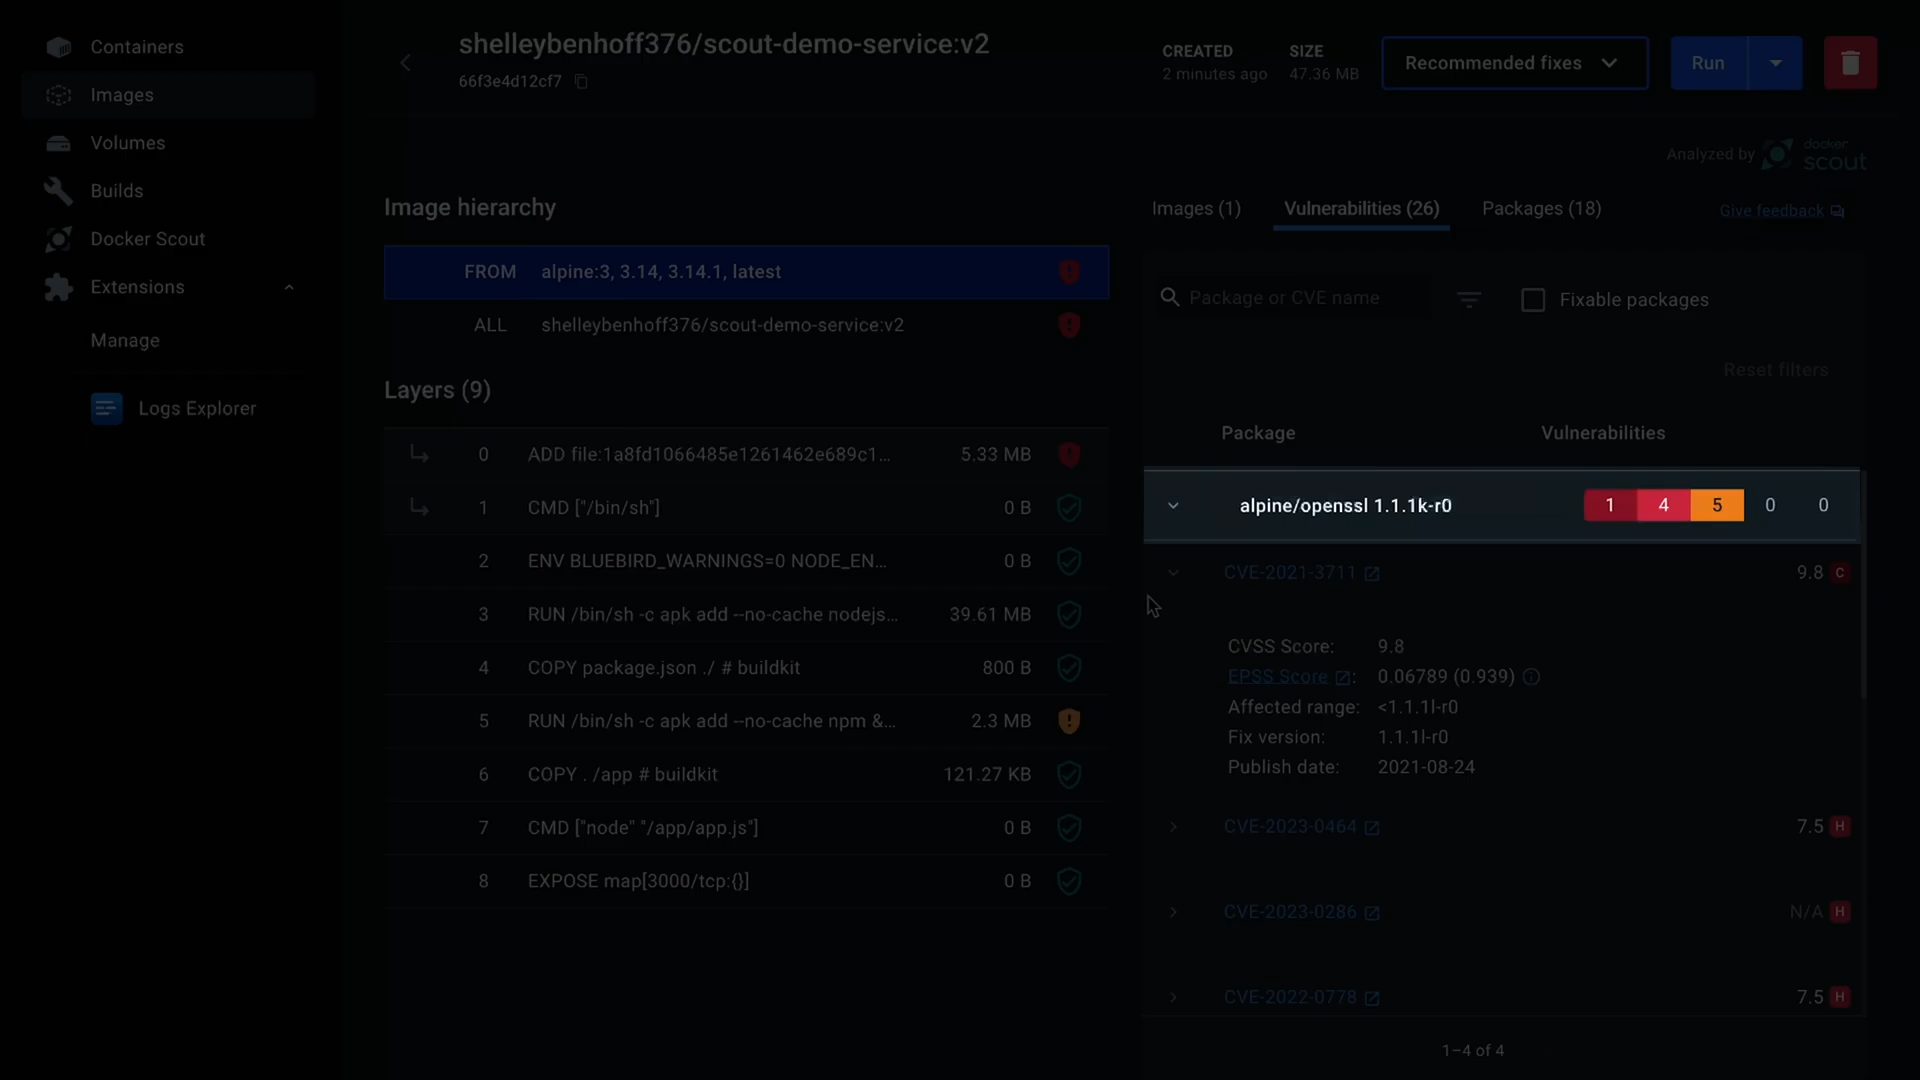 Containers
Images
Volumes
Builds
Docker Scout
Extensions
Manage
Logs Explorer
shelleybenhoff376/scout-demo-service:v2
66f3e4d12cf7
CREATED
2 minutes ago
SIZE
47.36 MB
Recommended fixes
Run
Analyzed by docker scout
Image hierarchy
FROM alpine:3, 3.14, 3.14.1, latest
ALL shelleybenhoff376/scout-demo-service:v2
Layers (9)
0 ADD file:1a8fd1066485e1261462e689c1... 5.33 MB
1 CMD ["/bin/sh"] 0 B
2 ENV BLUEBIRD_WARNINGS=0 NODE_EN... 0 B
3 RUN /bin/sh -c apk add --no-cache nodejs... 39.61 MB
4 COPY package.json ./ # buildkit 800 B
5 RUN /bin/sh -c apk add --no-cache npm &... 2.3 MB
6 COPY . /app # buildkit 121.27 KB
7 CMD ["node" "/app/app.js"] 0 B
8 EXPOSE map[3000/tcp:{}] 0 B
Images (1) Vulnerabilities (26) Packages (18) Give feedback
Package or CVE name Fixable packages
Reset filters
Package Vulnerabilities
alpine/openssl 1.1.1k-r0 1 4 5 0 0
CVE-2021-3711 9.8 C
CVSS Score: 9.8
EPSS Score : 0.06789 (0.939)
Affected range: <1.1.1l-r0
Fix version: 1.1.1l-r0
Publish date: 2021-08-24
CVE-2023-0464 7.5 H
CVE-2023-0286 N/A H
CVE-2022-0778 7.5 H
1–4 of 4